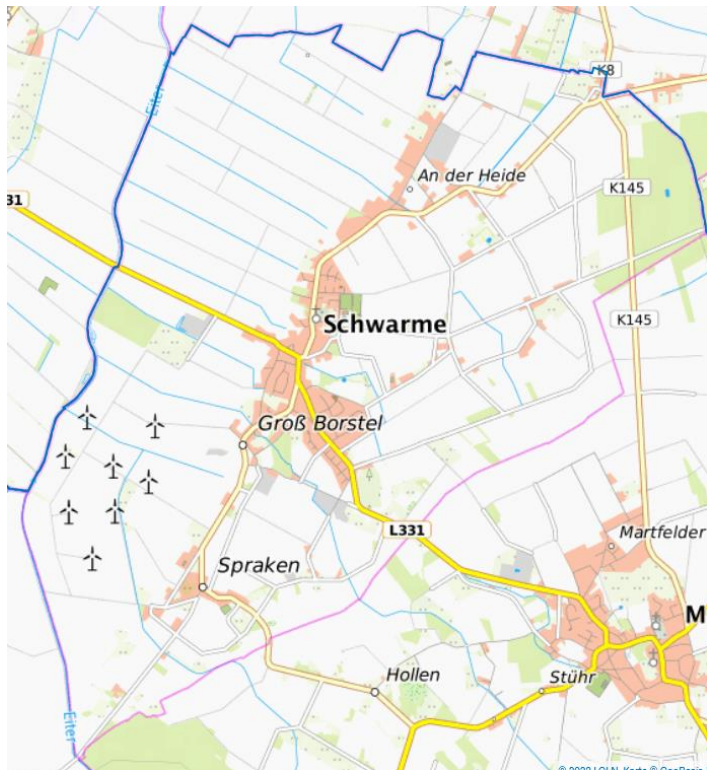 Eiter
K8
An der Heide
K145
31
K145
Schwarme
Groß Borstel
L331
Martfelder
Spraken
M
Hollen
Stühr
Eiter